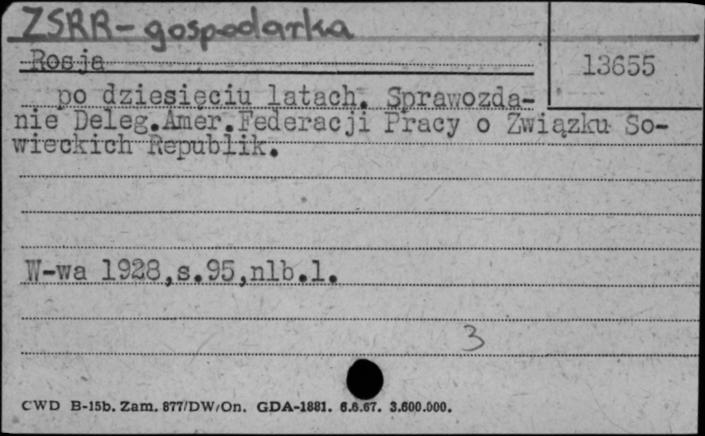 ZSRR - gospodarka
Rosja
13655
po dziesięciu latach. Sprawozda-
nie Deleg.Amer.Federacji Pracy o Związku So-
wieckich Republik.
W-wa 1928,s.95,nlb.1.
3
CWD B-15b. Zam. 877/DW/On. GDA-1881. 6.6.67. 3.600.000.